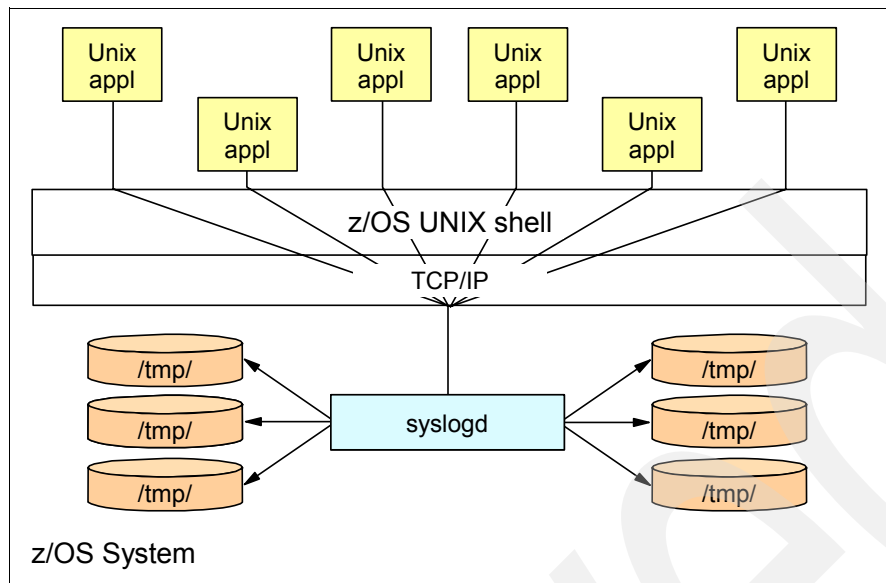 Unix
appl
Unix
appl
Unix
appl
Unix
appl
Unix
appl
Unix
appl
z/OS UNIX shell
TCP/IP
/tmp/
/tmp/
/tmp/
syslogd
/tmp/
/tmp/
/tmp/
z/OS System